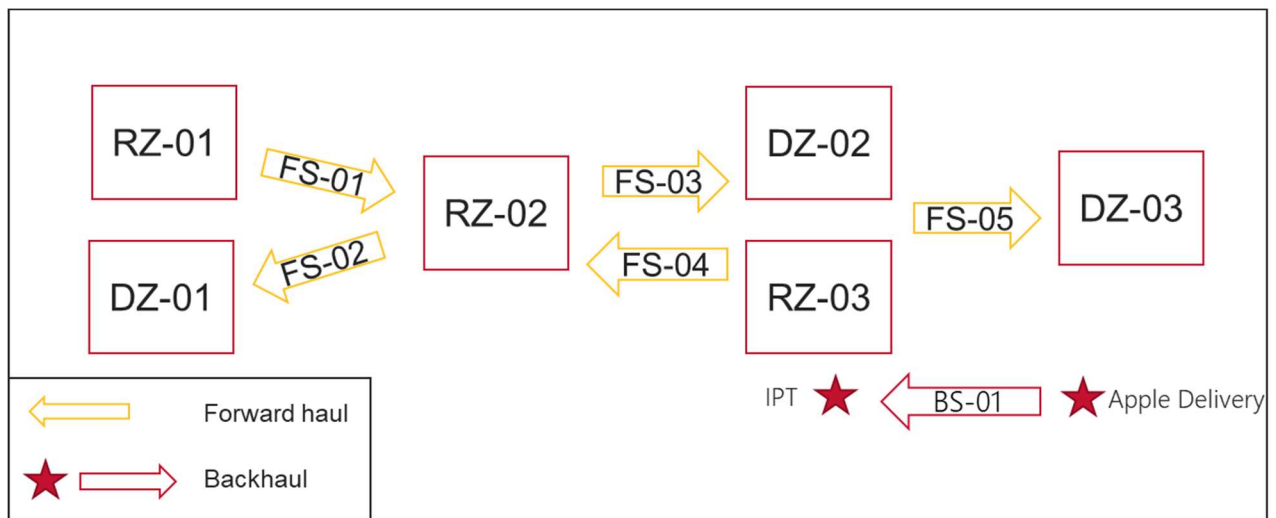 RZ-01
FS-01
RZ-02
FS-02
DZ-01
FS-03
DZ-02
FS-04
RZ-03
FS-05
DZ-03
IPT
BS-01
Apple Delivery
Forward haul
Backhaul